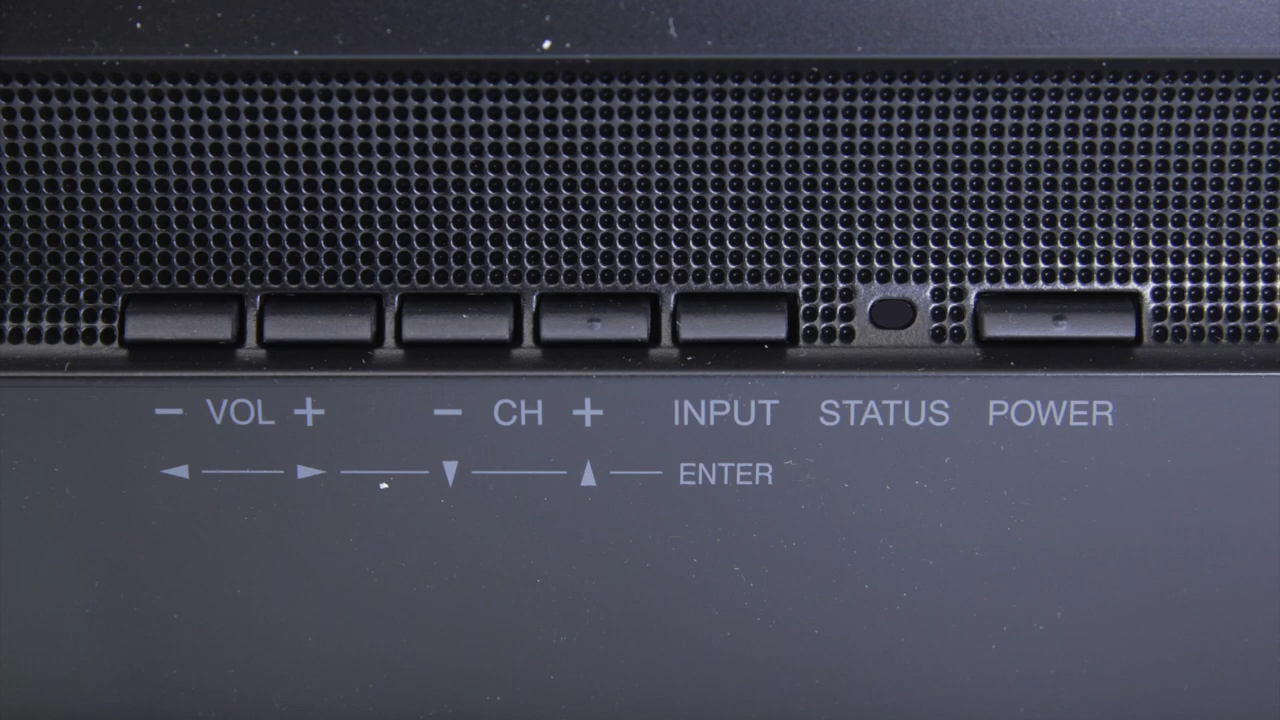 − VOL + − CH + INPUT STATUS POWER
ENTER